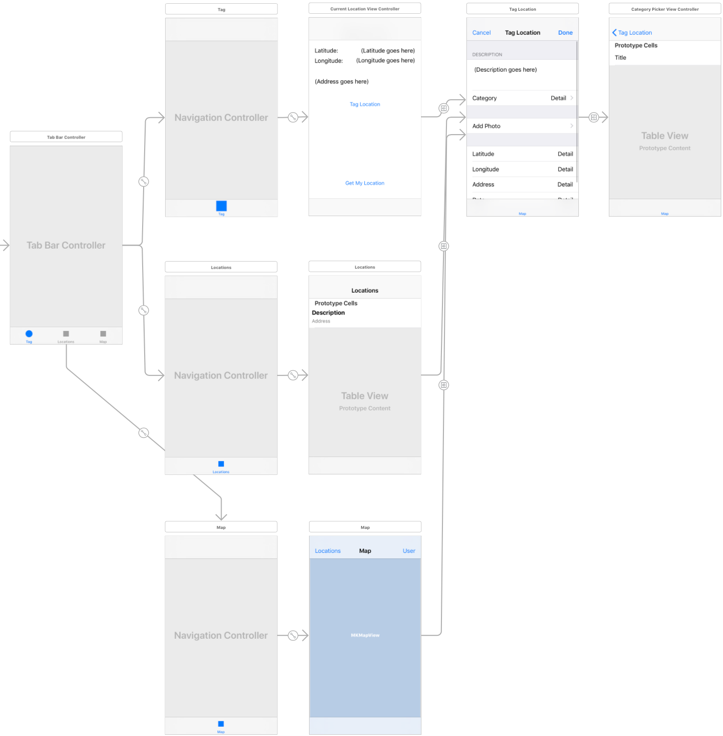 Tab Bar Controller
Tab Bar Controller
Tag
Locations
Map
Tag
Navigation Controller
Tag
Current Location View Controller
Latitude: (Latitude goes here)
Longitude: (Longitude goes here)
(Address goes here)
Tag Location
Get My Location
Tag Location
Cancel Tag Location Done
DESCRIPTION
(Description goes here)
Category Detail
Add Photo
Latitude Detail
Longitude Detail
Address Detail
Map
Category Picker View Controller
Tag Location
Prototype Cells
Title
Table View
Prototype Content
Map
Locations
Navigation Controller
Locations
Locations
Locations
Prototype Cells
Description
Address
Table View
Prototype Content
Map
Navigation Controller
Map
Map
Locations Map User
MKMapView